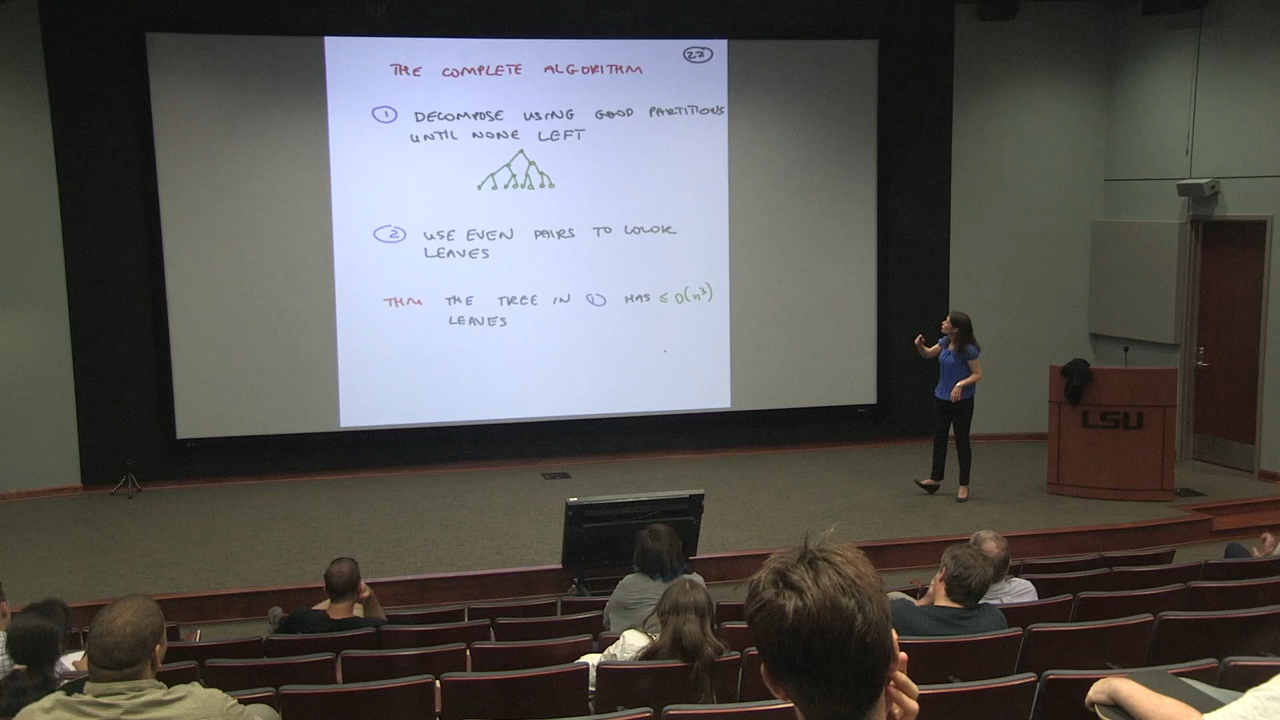 22
THE COMPLETE ALGORITHM
1 DECOMPOSE USING GOOD PARTITIONS
UNTIL NONE LEFT
2 USE EVEN PAIRS TO COLOR
LEAVES
THM THE TREE IN 1 HAS ≤ O(n³)
LEAVES
LSU